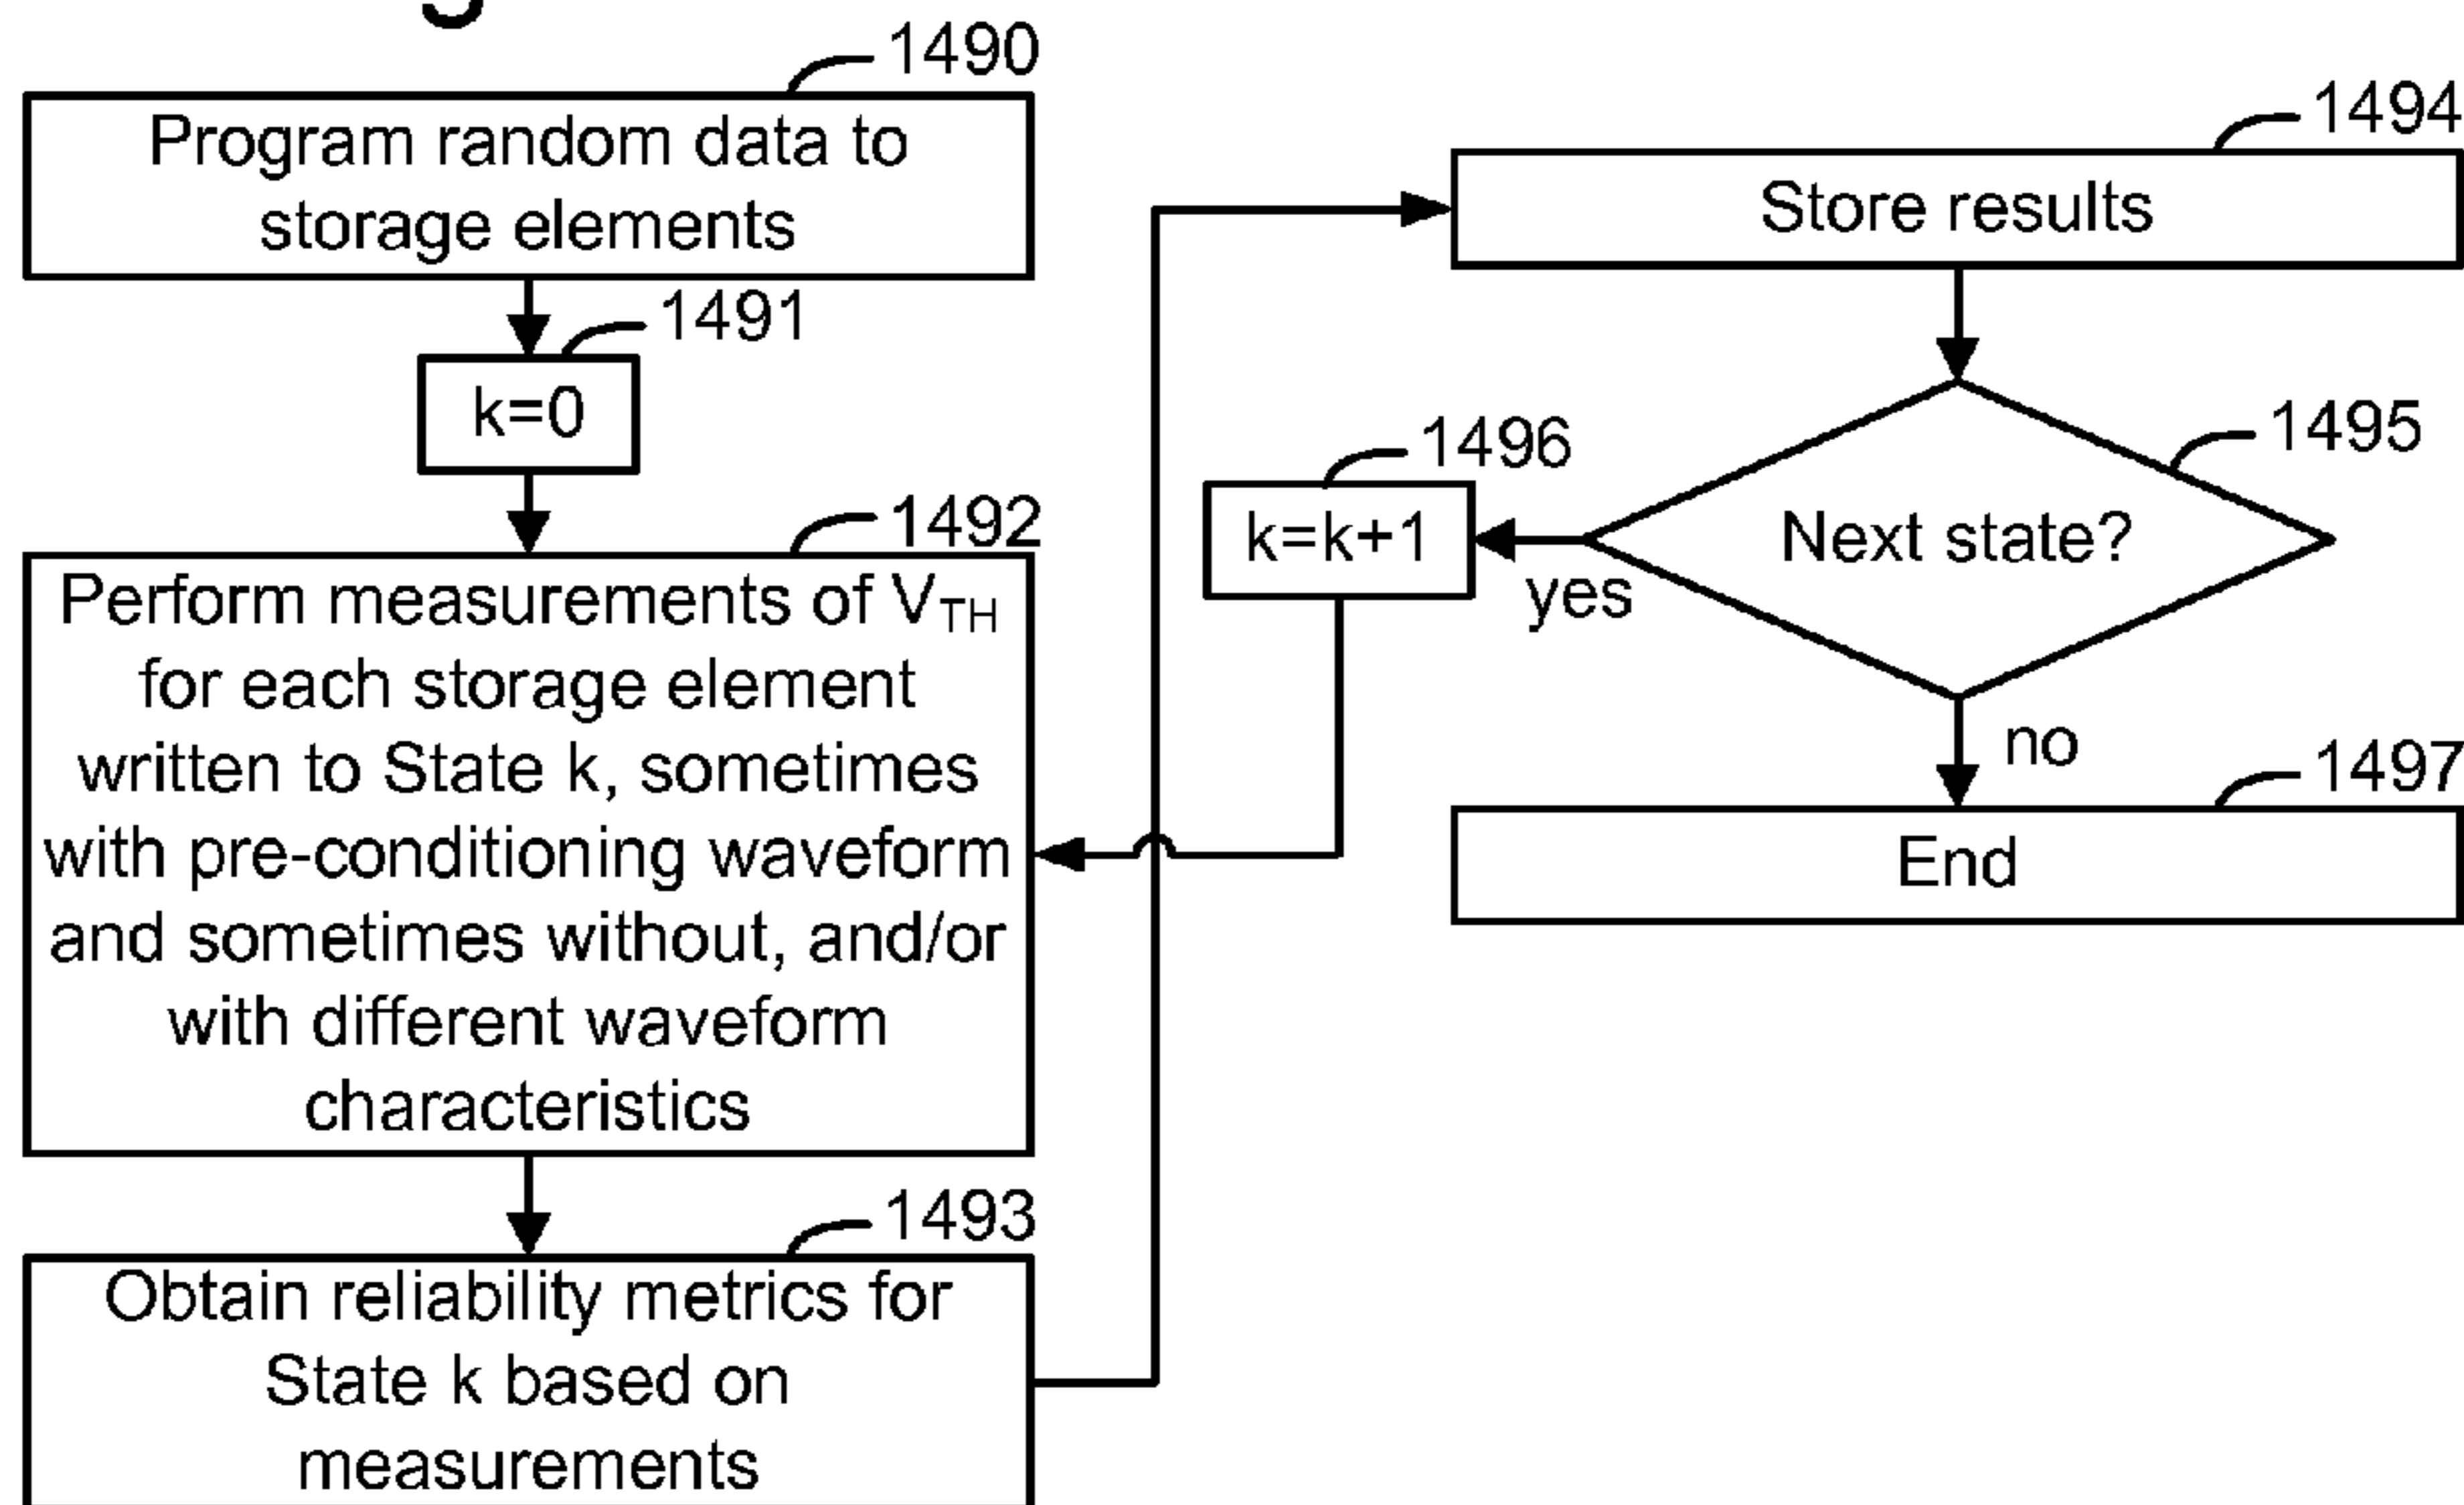 1490
Program random data to
storage elements
1491
k=0
1492
Perform measurements of VTH
for each storage element
written to State k, sometimes
with pre-conditioning waveform
and sometimes without, and/or
with different waveform
characteristics
1493
Obtain reliability metrics for
State k based on
measurements
1494
Store results
1495
Next state?
1496
k=k+1
yes
no
1497
End